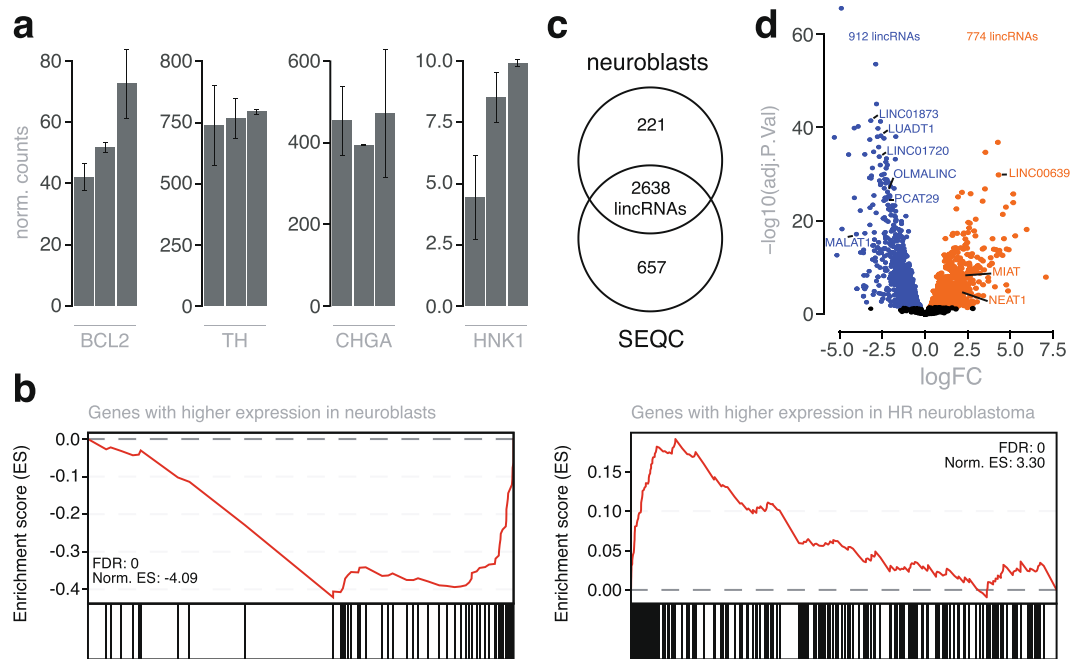 a
norm. counts
80
60
40
20
0
BCL2
800
750
500
250
0
TH
600
400
200
0
CHGA
10.0
7.5
5.0
2.5
0.0
HNK1
c
neuroblasts
221
2638
lincRNAs
657
SEQC
d
912 lincRNAs
774 lincRNAs
−log10(adj.P.Val)
60
40
20
0
LINC01873
LUADT1
LINC01720
OLMALINC
PCAT29
MALAT1
LINC00639
MIAT
NEAT1
-5.0
-2.5
0.0
2.5
5.0
7.5
logFC
b
Genes with higher expression in neuroblasts
Enrichment score (ES)
0.0
-0.1
-0.2
-0.3
-0.4
FDR: 0
Norm. ES: -4.09
Genes with higher expression in HR neuroblastoma
Enrichment score (ES)
0.15
0.10
0.05
0.00
FDR: 0
Norm. ES: 3.30